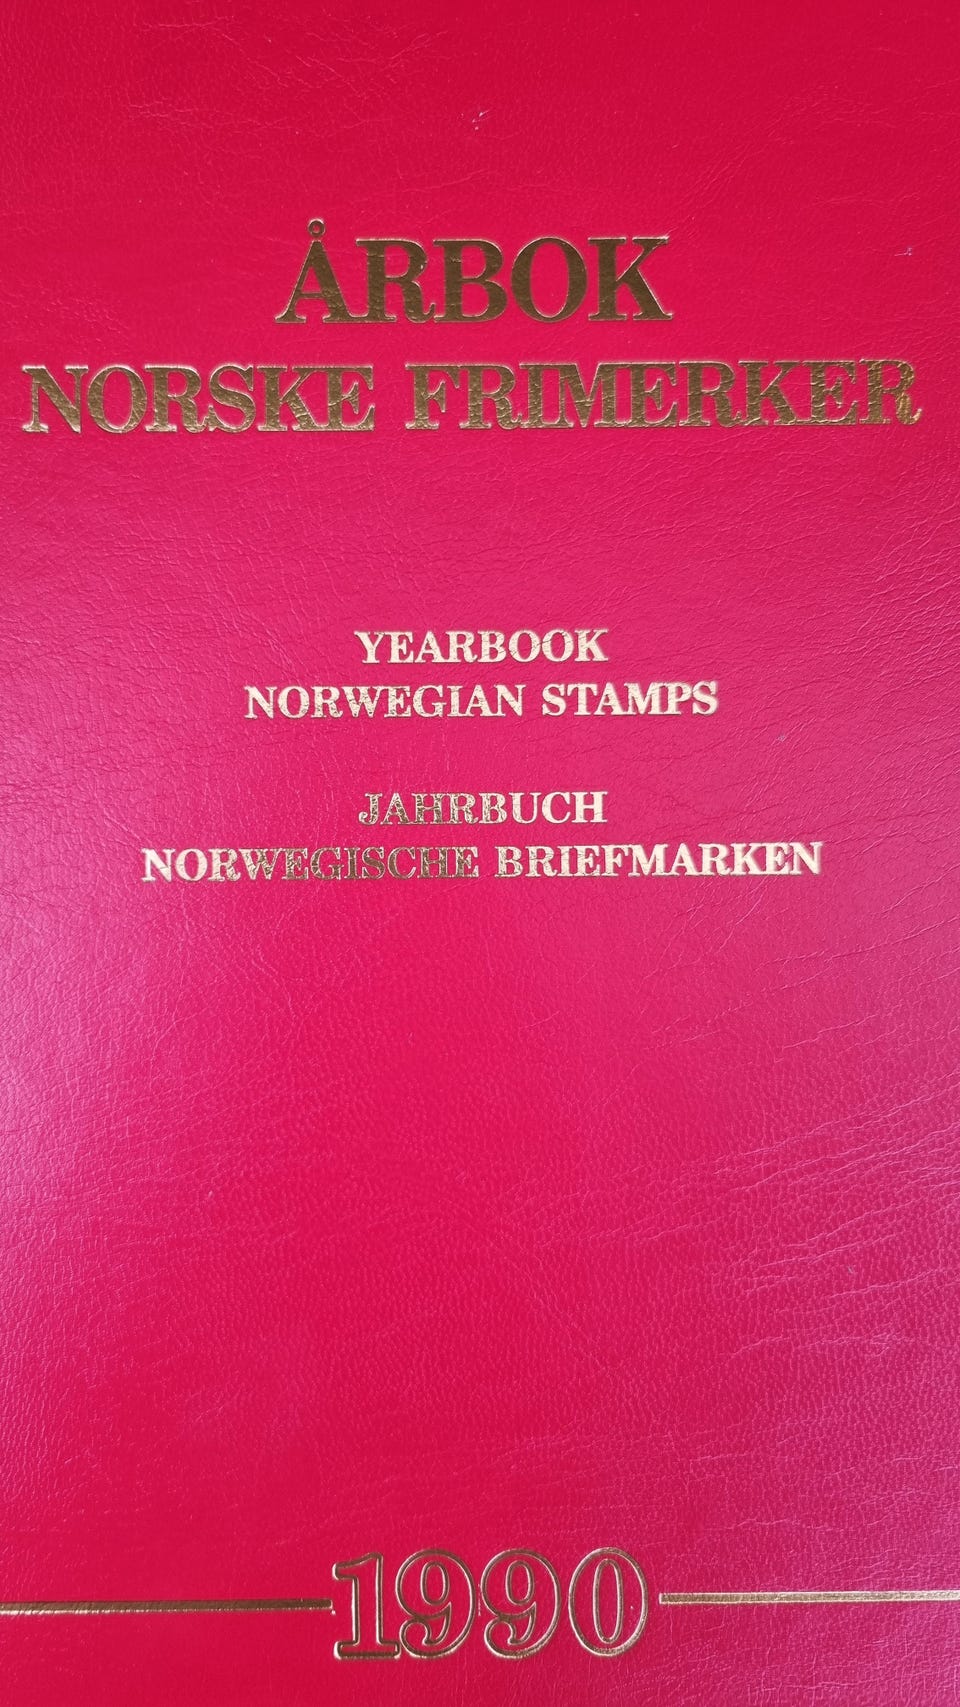 ÅRBOK
NORSKE FRIMERKER
YEARBOOK
NORWEGIAN STAMPS
JAHRBUCH
NORWEGISCHE BRIEFMARKEN
1990